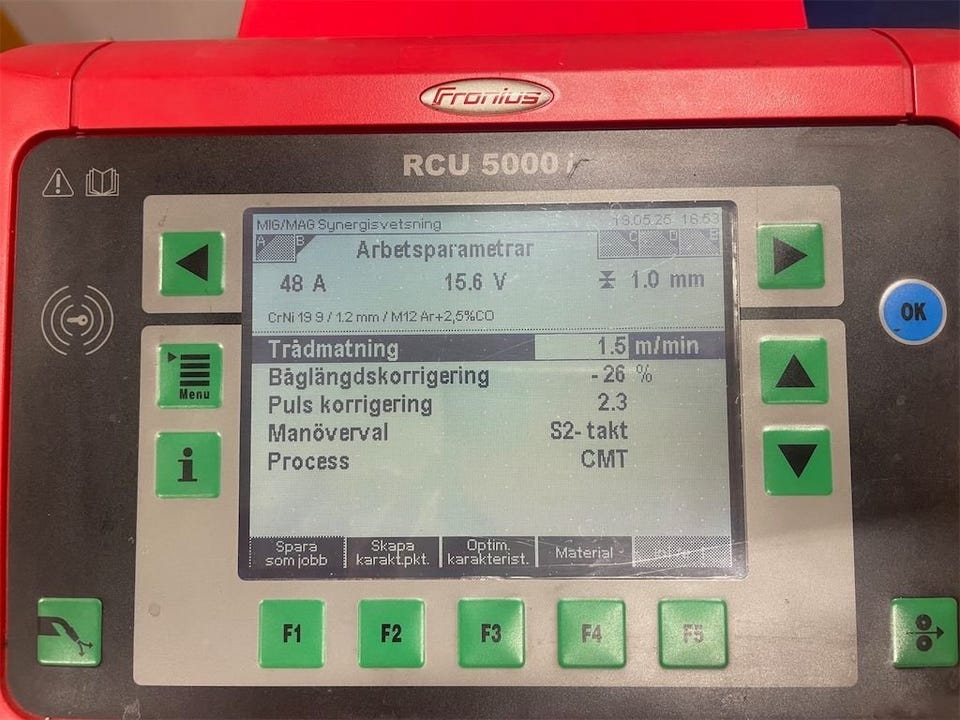 Fronius
RCU 5000 i
MIG/MAG Synergisvetsning 19.05.25 16:53
A B Arbetsparametrar C D E
48 A 15.6 V 1.0 mm
CrNi 19 9 / 1.2 mm / M12 Ar+2,5%CO
Trådmatning 1.5 m/min
Båglängdskorrigering - 26 %
Puls korrigering 2.3
Manöverval S2- takt
Process CMT
Spara Skapa Optim.
som jobb karakt.pkt. karakterist. Material
Menu
i
OK
F1 F2 F3 F4 F5